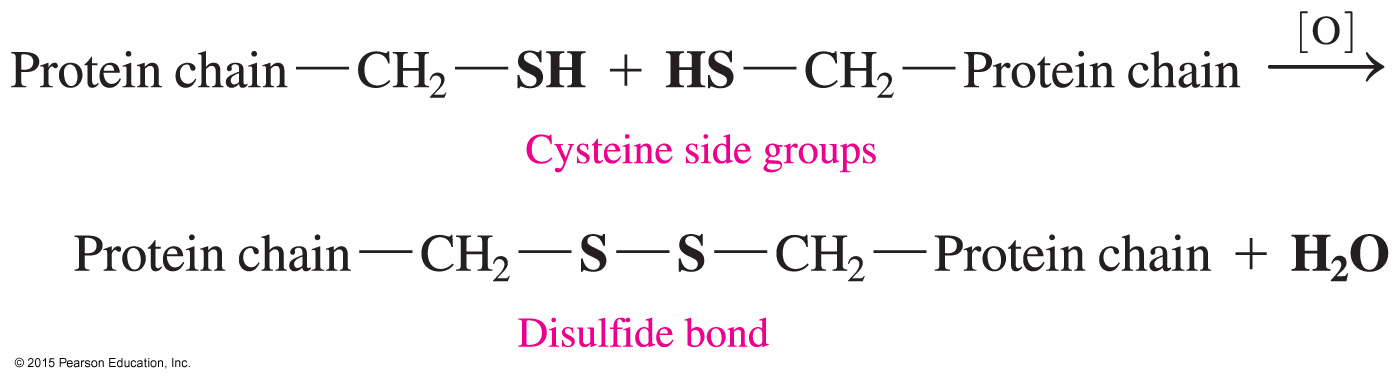 [O]
Protein chain—CH₂—SH + HS—CH₂—Protein chain ⟶
Cysteine side groups
Protein chain—CH₂—S—S—CH₂—Protein chain + H₂O
Disulfide bond
© 2015 Pearson Education, Inc.